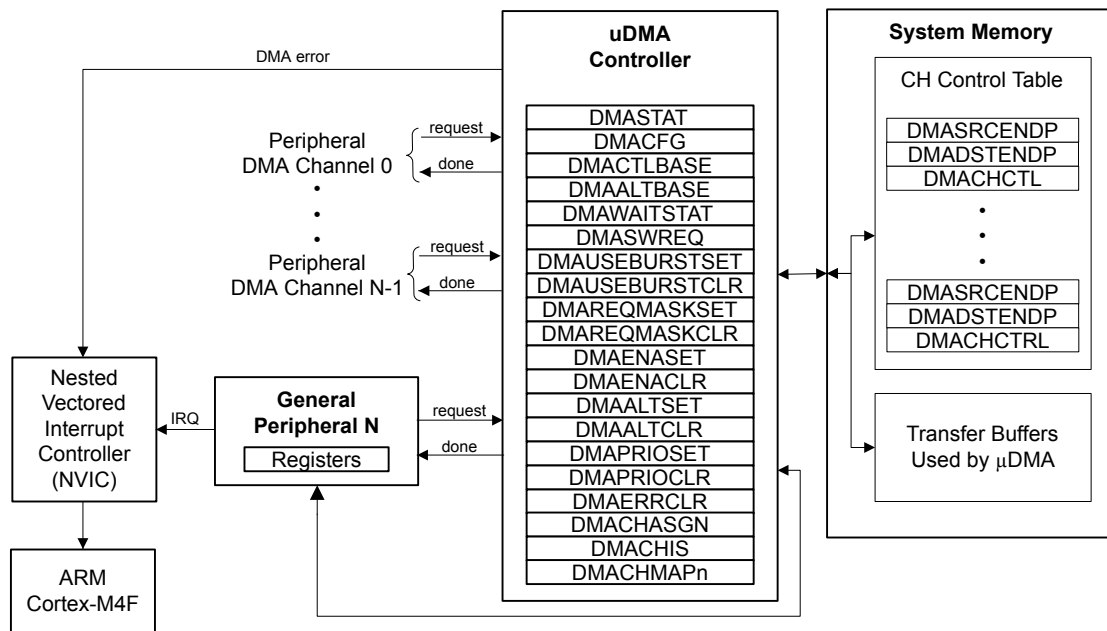 uDMA
Controller
DMASTAT
DMACFG
DMACTLBASE
DMAALTBASE
DMAWAITSTAT
DMASWREQ
DMAUSEBURSTSET
DMAUSEBURSTCLR
DMAREQMASKSET
DMAREQMASKCLR
DMAENASET
DMAENACLR
DMAALTSET
DMAALTCLR
DMAPRIOSET
DMAPRIOCLR
DMAERRCLR
DMACHASGN
DMACHIS
DMACHMAPn
System Memory
CH Control Table
DMASRCENDP
DMADSTENDP
DMACHCTL
•
•
•
DMASRCENDP
DMADSTENDP
DMACHCTRL
Transfer Buffers
Used by μDMA
DMA error
Peripheral
DMA Channel 0
request
done
•
•
•
Peripheral
DMA Channel N-1
request
done
Nested
Vectored
Interrupt
Controller
(NVIC)
IRQ
General
Peripheral N
Registers
request
done
ARM
Cortex-M4F